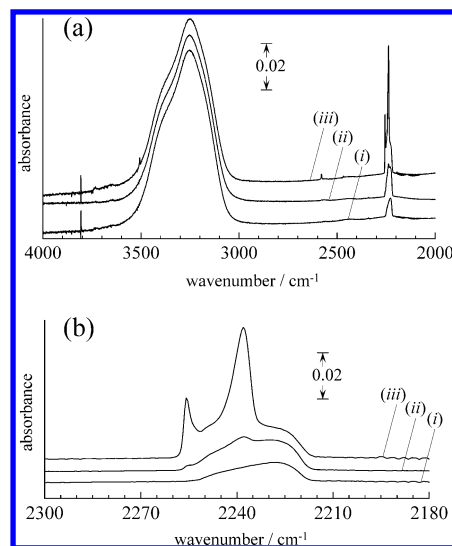 (a)
0.02
absorbance
(iii)
(ii)
(i)
4000 3500 3000 2500 2000
wavenumber / cm-1
(b)
0.02
absorbance
(iii)
(ii)
(i)
2300 2270 2240 2210 2180
wavenumber / cm-1